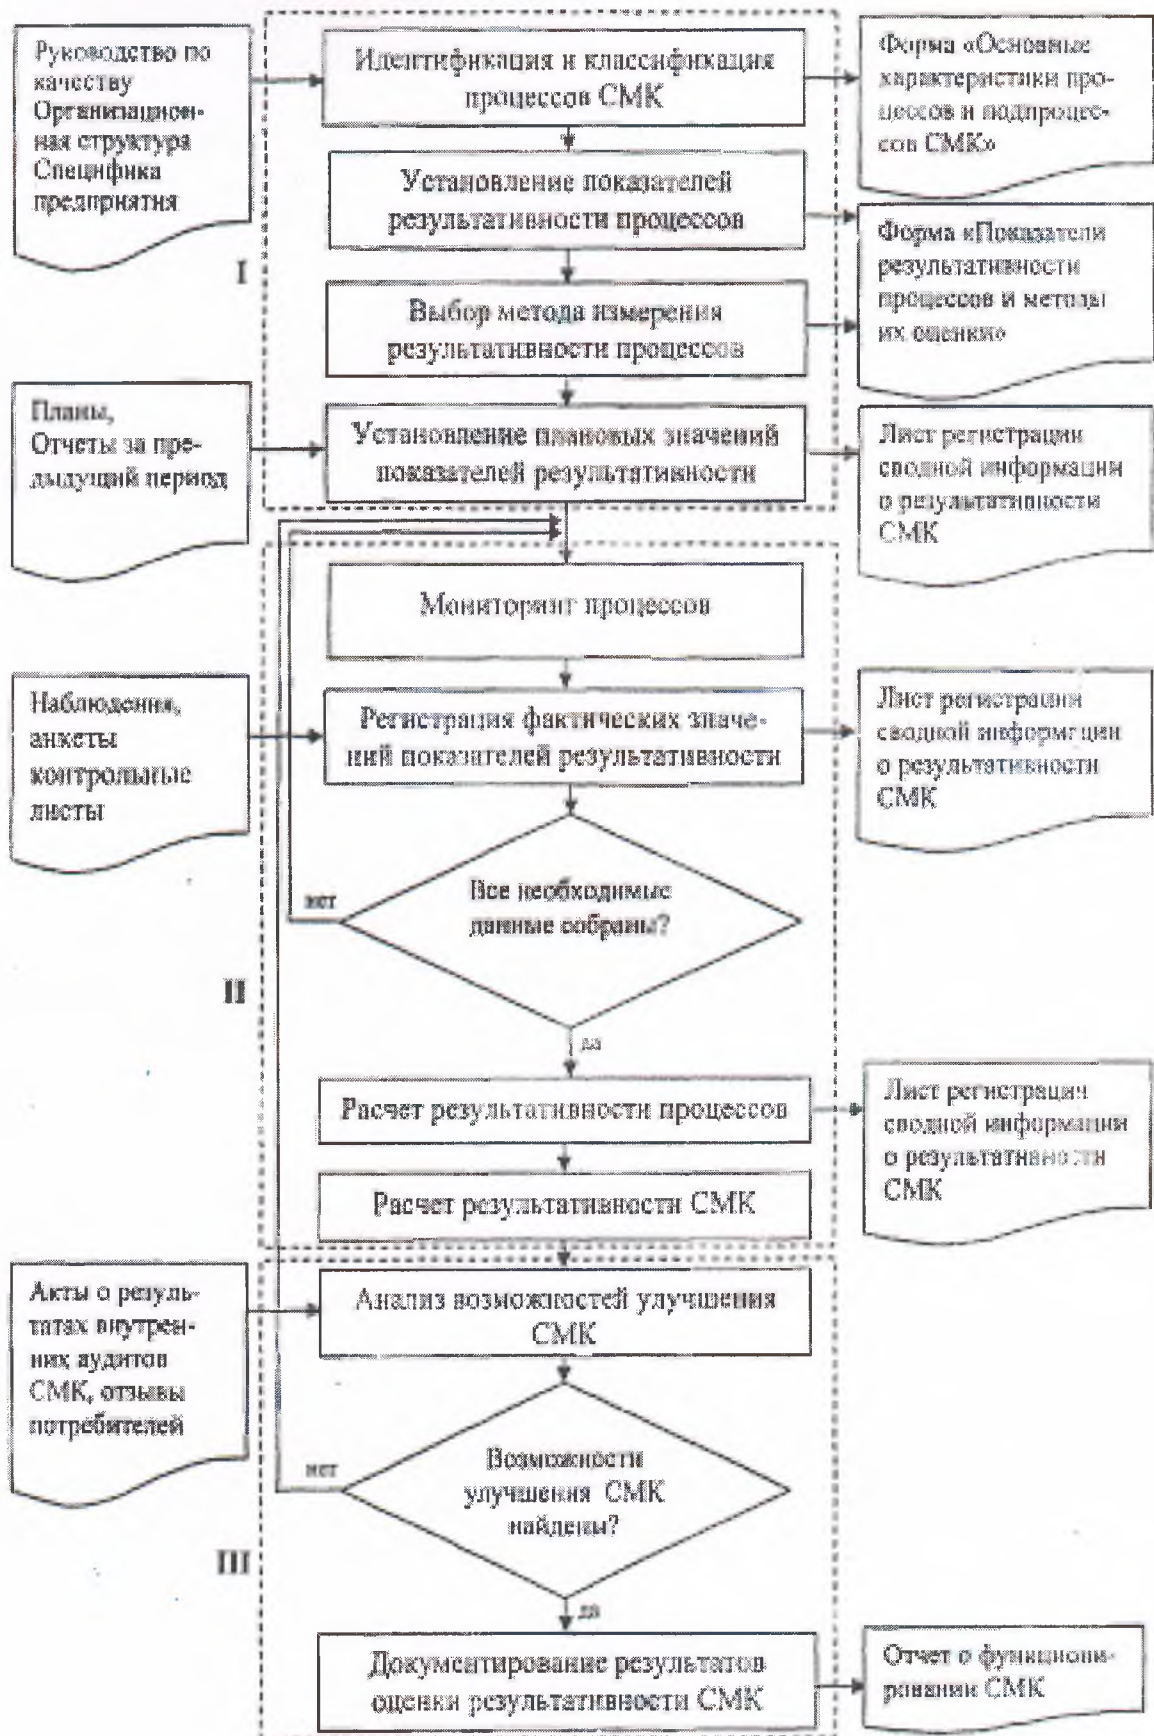 Руководство по
качеству
Организацион-
ная структура
Специфика
предприятия
Идентификация и классификация
процессов СМК
Форма «Основные
характеристики про-
цессов и подпроцес-
сов СМК»
Установление показателей
результативности процессов
Форма «Показатели
результативности
процессов и методы
их оценки»
I
Выбор метода измерения
результативности процессов
Планы,
Отчеты за пре-
дыдущий период
Установление плановых значений
показателей результативности
Лист регистрации
сводной информации
о результативности
СМК
Мониторинг процессов
Наблюдения,
анкеты
контрольные
листы
Регистрация фактических значе-
ний показателей результативности
Лист регистрации
сводной информации
о результативности
СМК
Все необходимые
данные собраны?
нет
II
да
Расчет результативности процессов
Лист регистрации
сводной информации
о результативности
СМК
Расчет результативности СМК
Акты о резуль-
татах внутрен-
них аудитов
СМК, отзывы
потребителей
Анализ возможностей улучшения
СМК
нет
Возможности
улучшения СМК
найдены?
III
да
Документирование результатов
оценки результативности СМК
Отчет о функциони-
ровании СМК